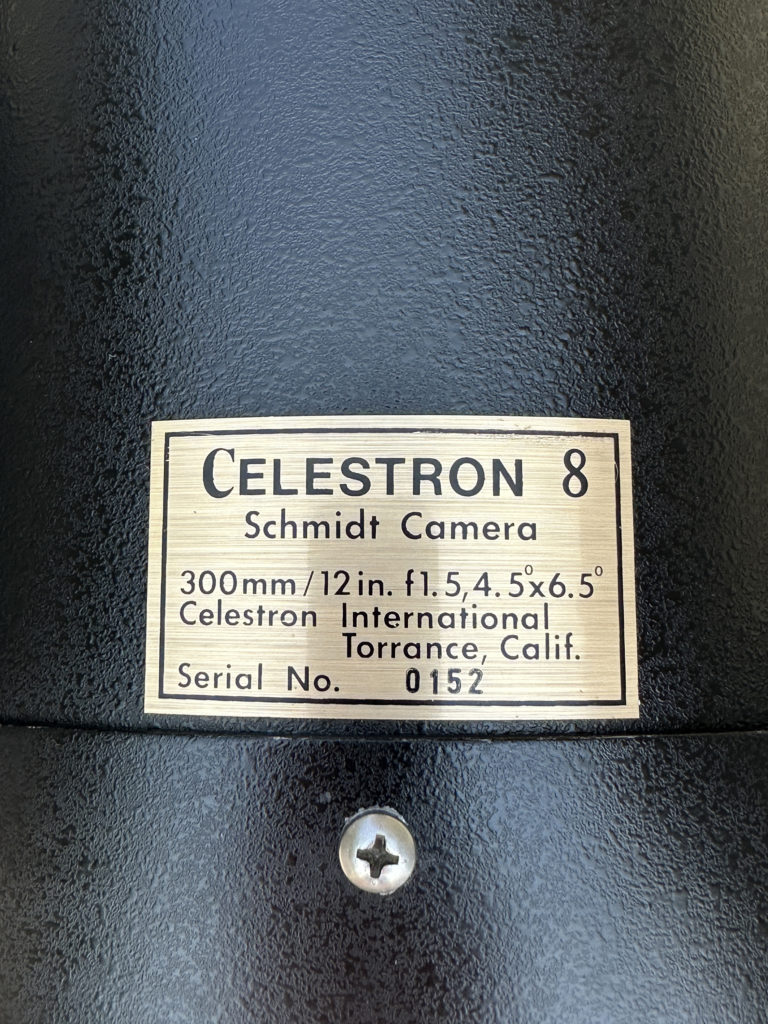 CELESTRON 8
Schmidt Camera
300mm/12in. f1.5, 4.5°x6.5°
Celestron International
Torrance, Calif.
Serial No. 0152